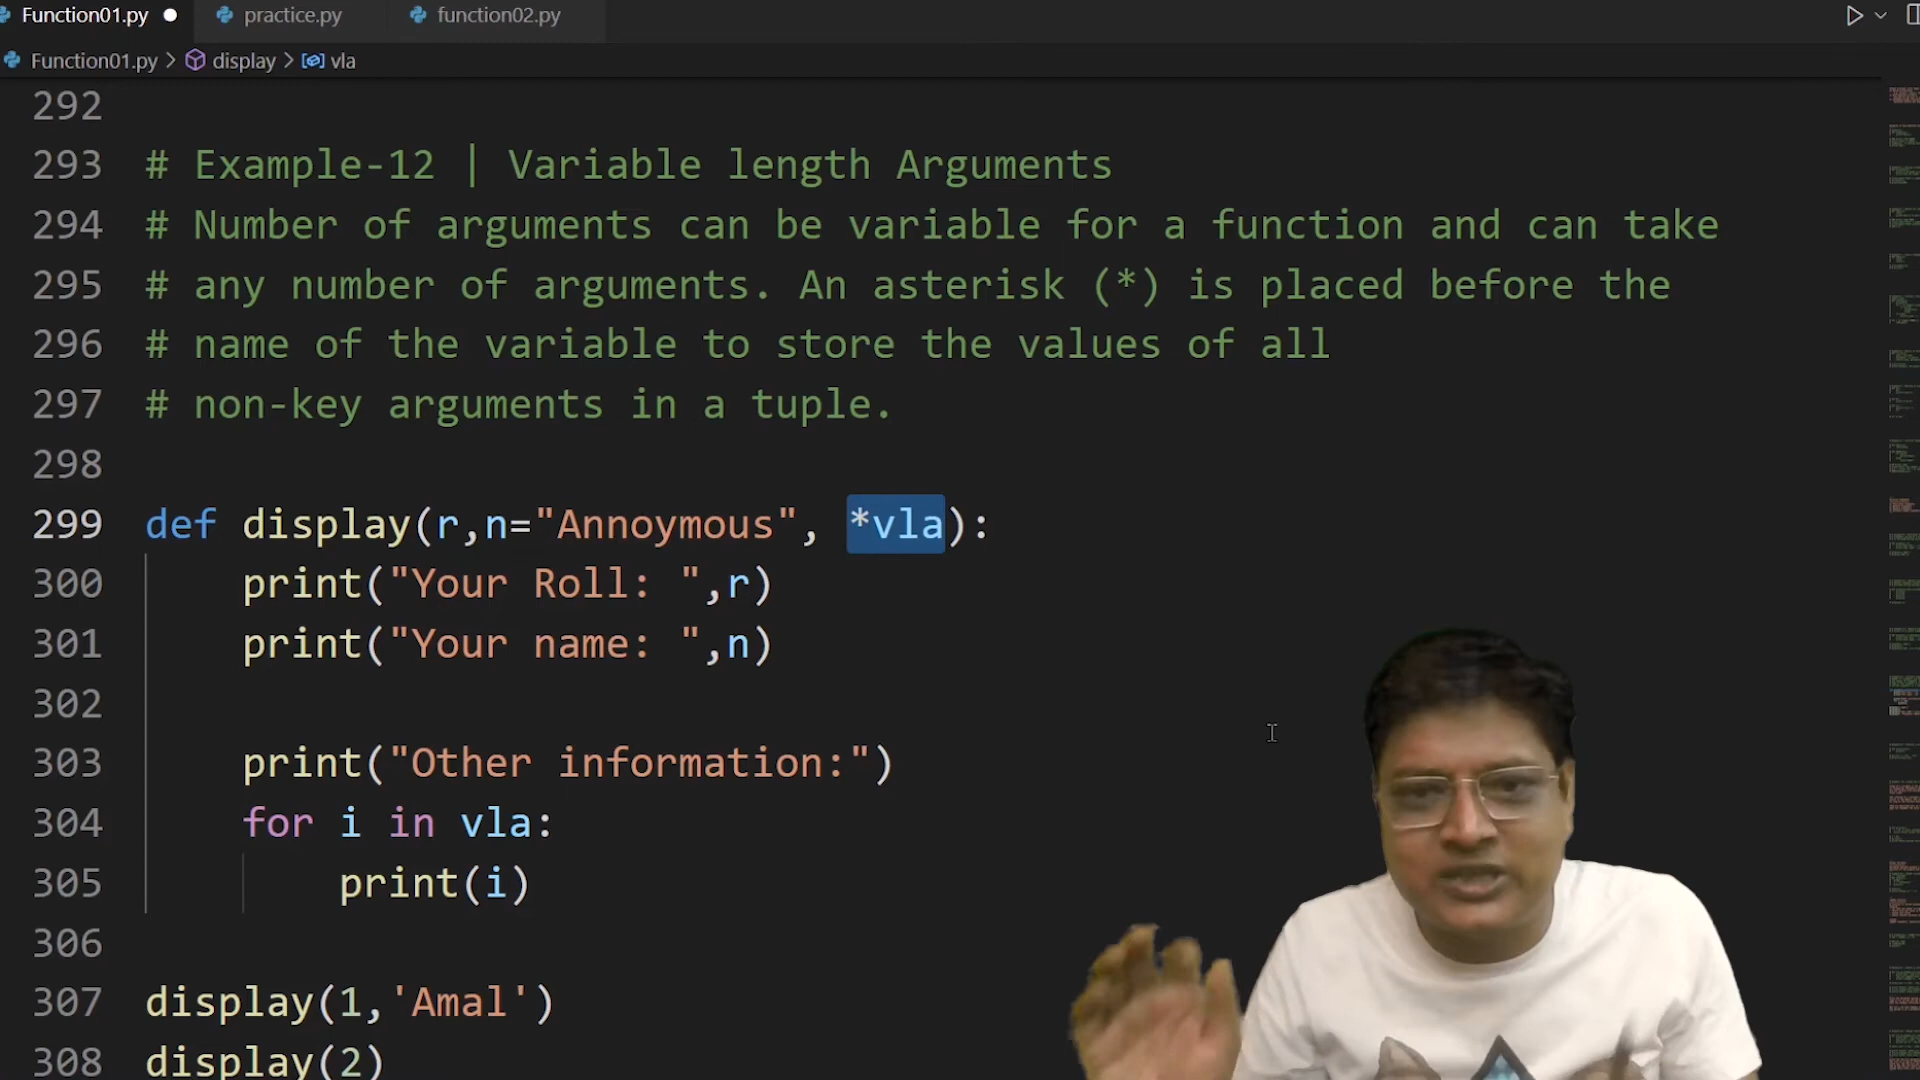 Function01.py practice.py function02.py
Function01.py > display > vla
292
293 # Example-12 | Variable length Arguments
294 # Number of arguments can be variable for a function and can take
295 # any number of arguments. An asterisk (*) is placed before the
296 # name of the variable to store the values of all
297 # non-key arguments in a tuple.
298
299 def display(r,n="Annoymous", *vla):
300 print("Your Roll: ",r)
301 print("Your name: ",n)
302
303 print("Other information:")
304 for i in vla:
305 print(i)
306
307 display(1,'Amal')
308 display(2)